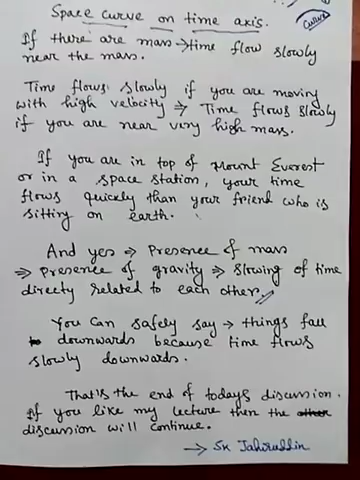 Space curve on time axis.
curve
If there are mass → time flow slowly
near the mass.
Time flows slowly if you are moving
with high velocity ⇒ Time flows slowly
if you are near very high mass.
If you are in top of Mount Everest
or in a space station, your time
flows quickly than your friend who is
sitting on earth.
And yes ⇒ Presence of mass
⇒ Presence of gravity ⇒ slowing of time
directy related to each other.
You can safely say → things fall
downwards because time flows
slowly downwards.
That's the end of todays discussion.
If you like my lecture then the
discussion will continue.
→ Sk Jahiruddin